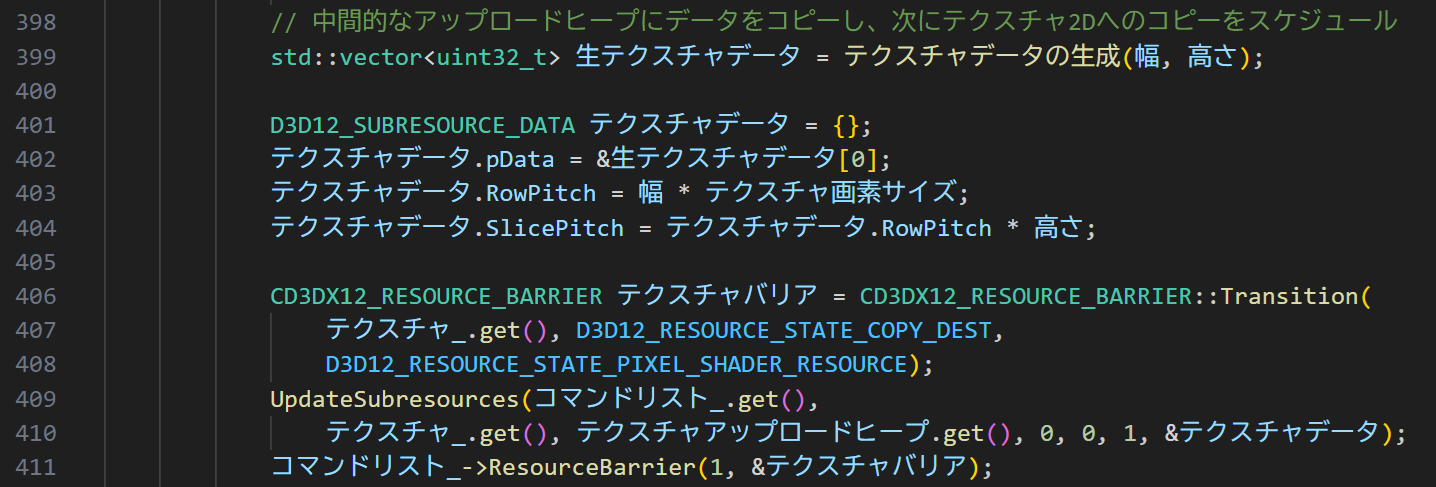 398 // 中間的なアップロードヒープにデータをコピーし、次にテクスチャ2Dへのコピーをスケジュール
399 std::vector<uint32_t> 生テクスチャデータ = テクスチャデータの生成(幅, 高さ);
400
401 D3D12_SUBRESOURCE_DATA テクスチャデータ = {};
402 テクスチャデータ.pData = &生テクスチャデータ[0];
403 テクスチャデータ.RowPitch = 幅 * テクスチャ画素サイズ;
404 テクスチャデータ.SlicePitch = テクスチャデータ.RowPitch * 高さ;
405
406 CD3DX12_RESOURCE_BARRIER テクスチャバリア = CD3DX12_RESOURCE_BARRIER::Transition(
407 テクスチャ_.get(), D3D12_RESOURCE_STATE_COPY_DEST,
408 D3D12_RESOURCE_STATE_PIXEL_SHADER_RESOURCE);
409 UpdateSubresources(コマンドリスト_.get(),
410 テクスチャ_.get(), テクスチャアップロードヒープ.get(), 0, 0, 1, &テクスチャデータ);
411 コマンドリスト_->ResourceBarrier(1, &テクスチャバリア);